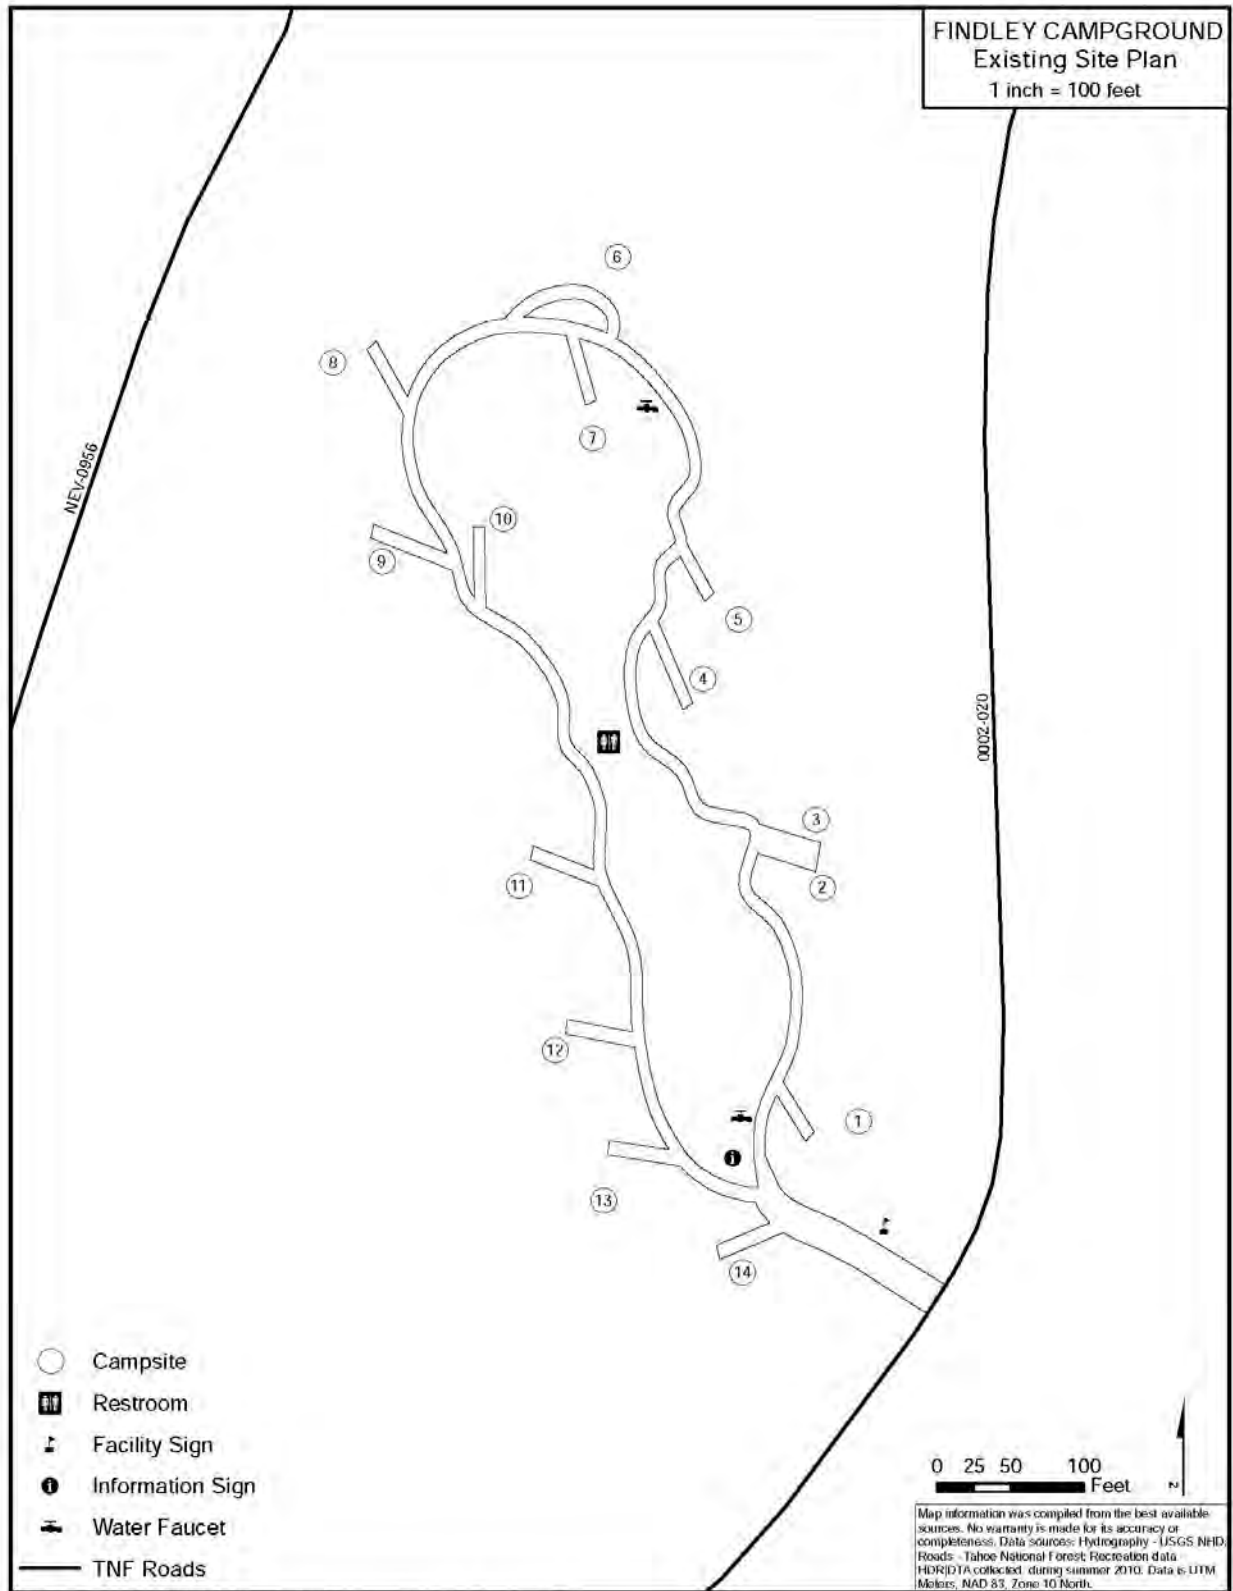 FINDLEY CAMPGROUND
Existing Site Plan
1 inch = 100 feet
6
8
7
NEV-0956
10
9
5
4
0002-020
3
2
11
12
1
13
14
Campsite
Restroom
Facility Sign
Information Sign
Water Faucet
TNF Roads
0 25 50 100
Feet
N
Map information was compiled from the best available
sources. No warranty is made for its accuracy or
completeness. Data sources: Hydrography - USGS NHD,
Roads - Tahoe National Forest; Recreation data
HDR|DTA collected during summer 2010. Data is UTM
Meters, NAD 83, Zone 10 North.